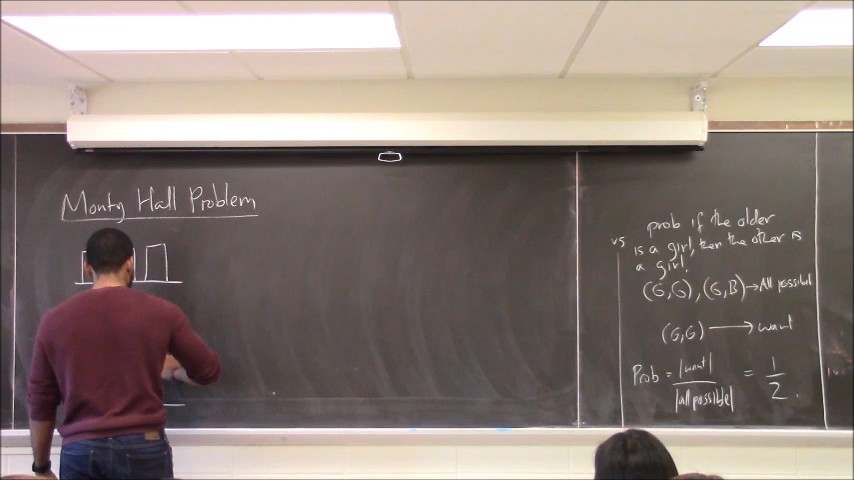 Monty Hall Problem
vs prob if the older
is a girl, then the other is
a girl.
(G,G), (G,B) → All possibel
(G,G) → want
Prob = |want| / |all possible| = 1/2.